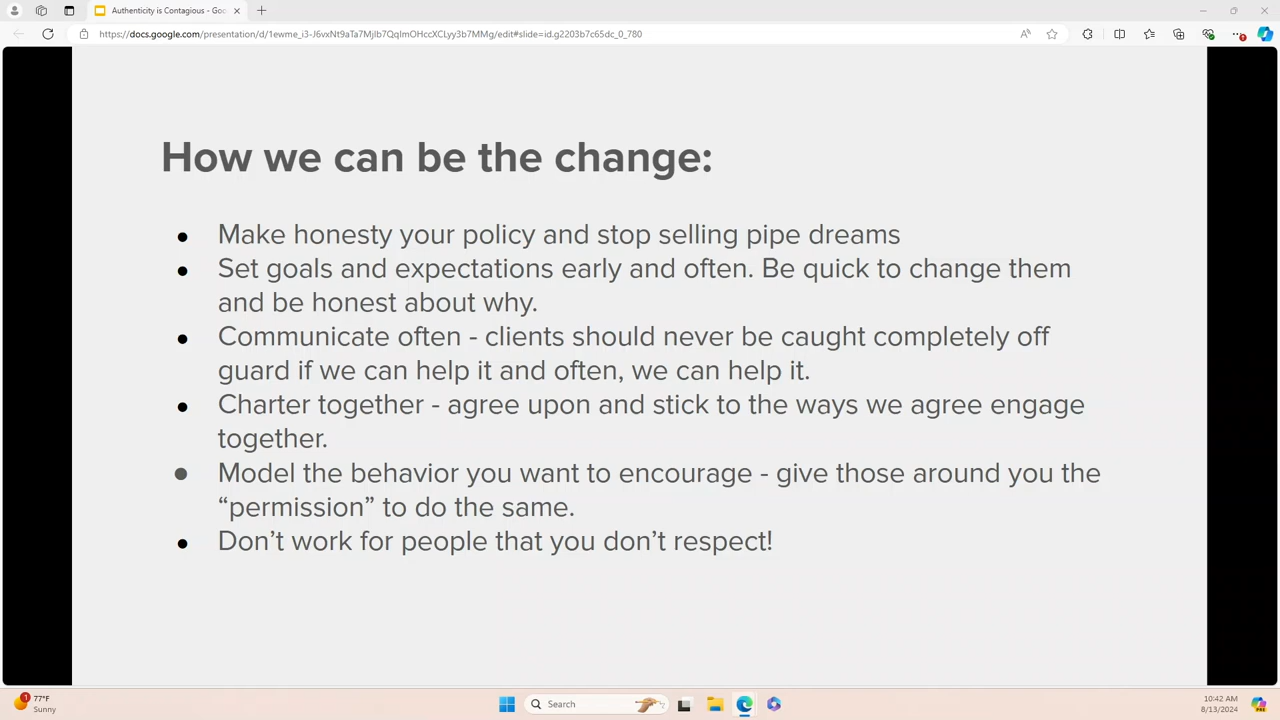 Authenticity is Contagious - Goo
https://docs.google.com/presentation/d/1ewme_i3-J6vxNt9aTa7Mjlb7QqImOHccXCLyy3b7MMg/edit#slide=id.g2203b7c65dc_0_780
How we can be the change:
● Make honesty your policy and stop selling pipe dreams
● Set goals and expectations early and often. Be quick to change them
and be honest about why.
● Communicate often - clients should never be caught completely off
guard if we can help it and often, we can help it.
● Charter together - agree upon and stick to the ways we agree engage
together.
● Model the behavior you want to encourage - give those around you the
“permission” to do the same.
● Don’t work for people that you don’t respect!
1
77°F
Sunny
Search
10:42 AM
8/13/2024